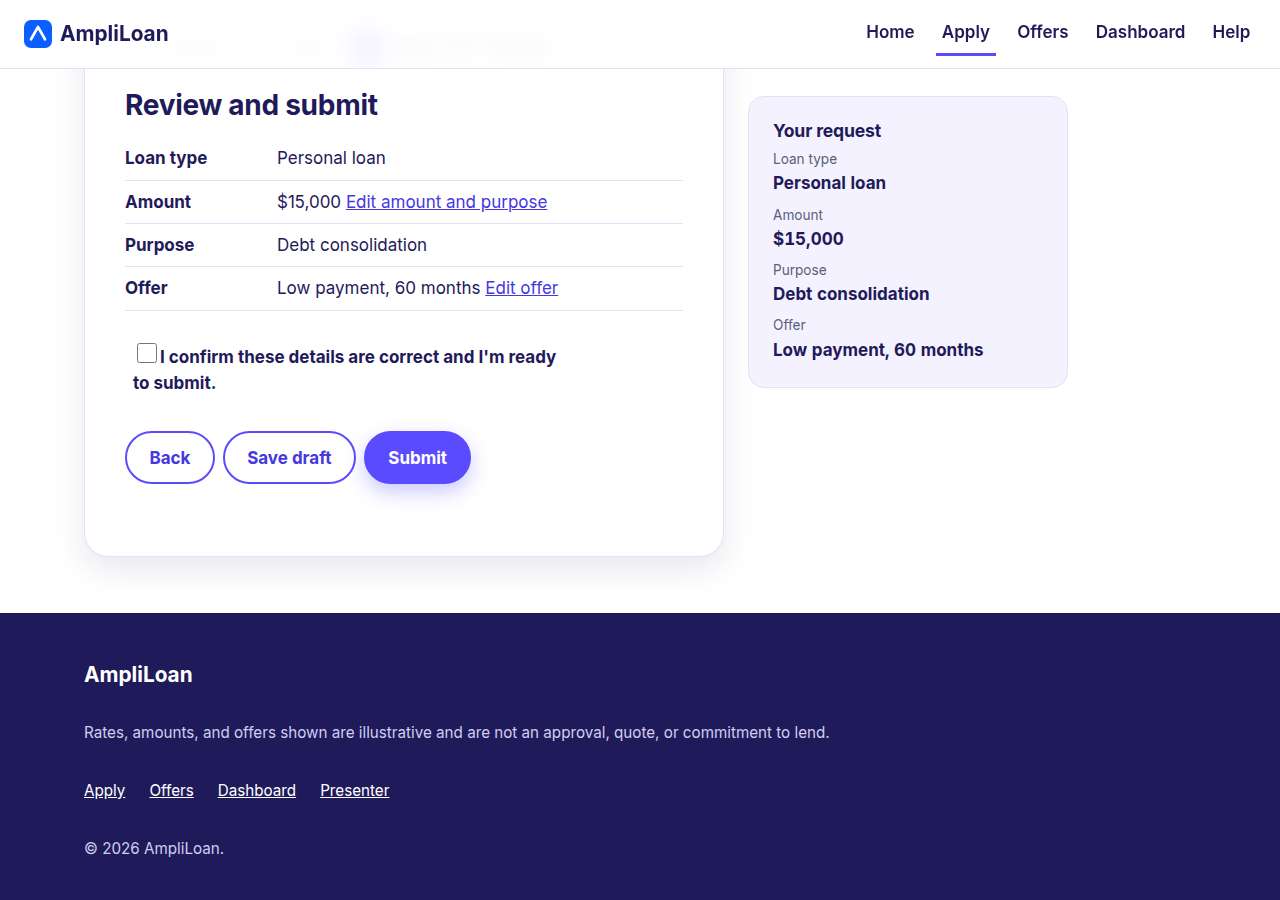 AmpliLoan
Home Apply Offers Dashboard Help
Review and submit
Loan type Personal loan
Amount $15,000 Edit amount and purpose
Purpose Debt consolidation
Offer Low payment, 60 months Edit offer
I confirm these details are correct and I'm ready
to submit.
Back Save draft Submit
Your request
Loan type
Personal loan
Amount
$15,000
Purpose
Debt consolidation
Offer
Low payment, 60 months
AmpliLoan
Rates, amounts, and offers shown are illustrative and are not an approval, quote, or commitment to lend.
Apply Offers Dashboard Presenter
© 2026 AmpliLoan.